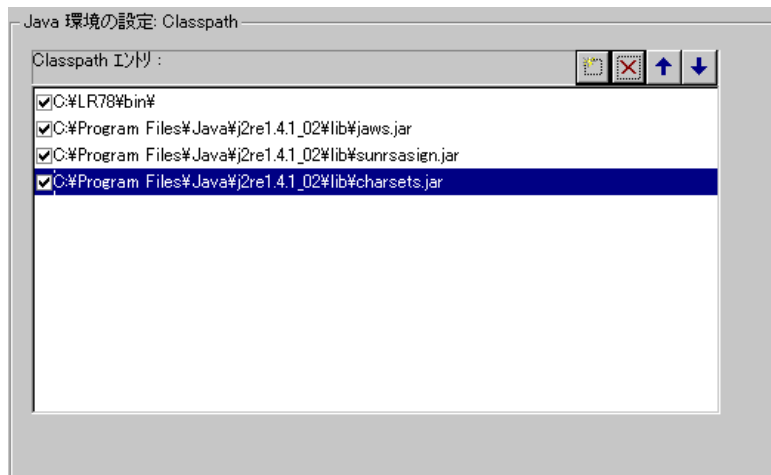 Java 環境の設定: Classpath
Classpath エントリ :
C:¥LR78¥bin¥
C:¥Program Files¥Java¥j2re1.4.1_02¥lib¥jaws.jar
C:¥Program Files¥Java¥j2re1.4.1_02¥lib¥sunrsasign.jar
C:¥Program Files¥Java¥j2re1.4.1_02¥lib¥charsets.jar